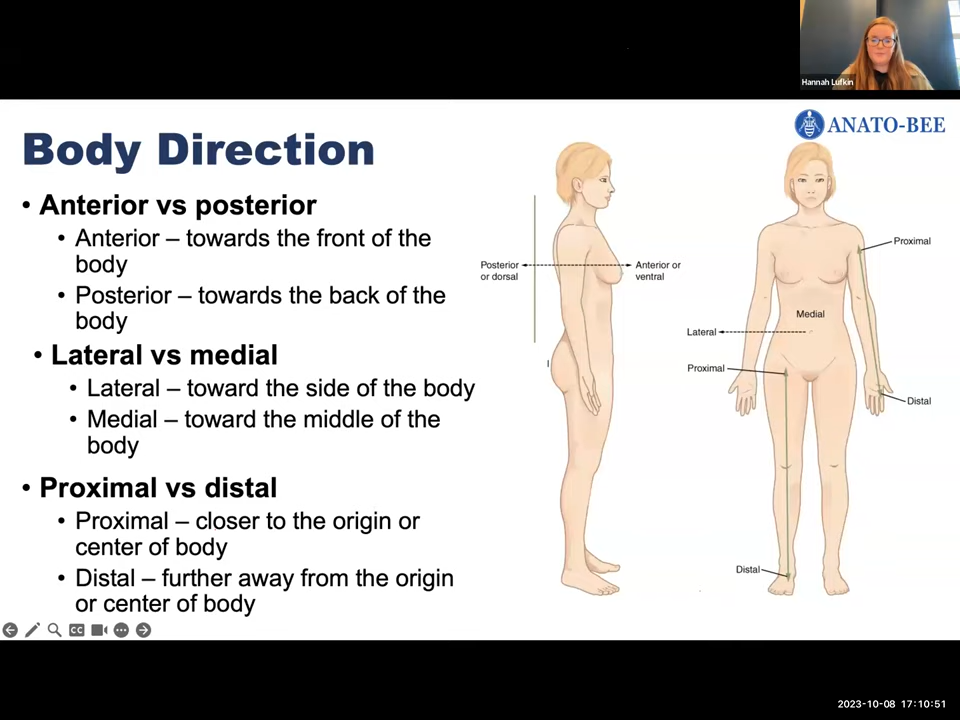 Hannah Lufkin
ANATO-BEE
Body Direction
• Anterior vs posterior
• Anterior – towards the front of the
body
• Posterior – towards the back of the
body
• Lateral vs medial
• Lateral – toward the side of the body
• Medial – toward the middle of the
body
• Proximal vs distal
• Proximal – closer to the origin or
center of body
• Distal – further away from the origin
or center of body
Posterior
or dorsal
Anterior or
ventral
Proximal
Medial
Lateral
Proximal
Distal
Distal
CC
2023-10-08 17:10:51